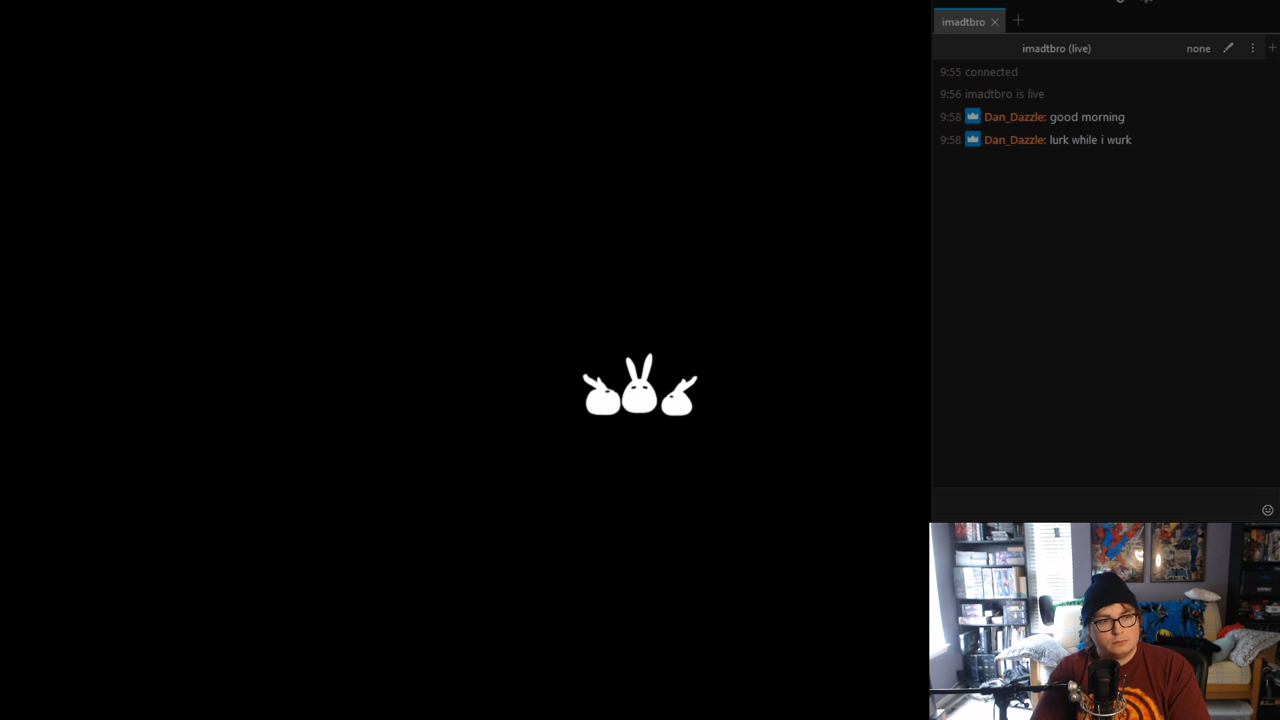 imadtbro
imadtbro (live)
none
9:55 connected
9:56 imadtbro is live
9:58 Dan_Dazzle: good morning
9:58 Dan_Dazzle: lurk while i wurk